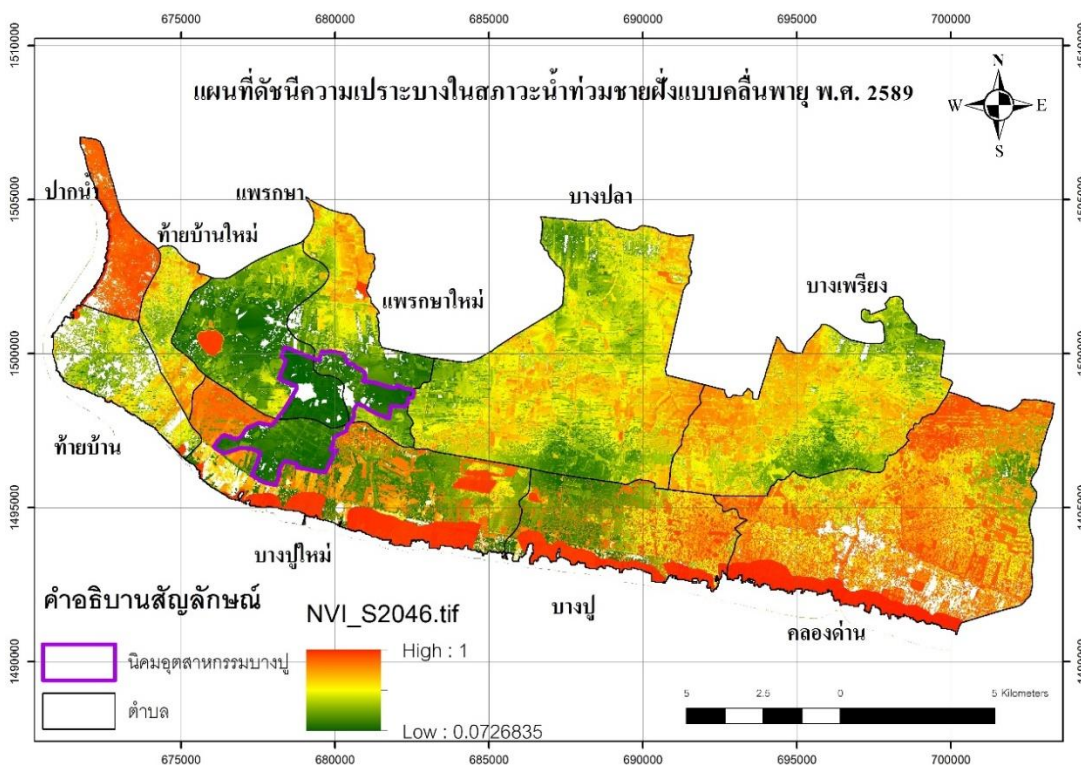 675000 680000 685000 690000 695000 700000
1510000
1510000
แผนที่ดัชนีความเปราะบางในสภาวะน้ำท่วมชายฝั่งแบบคลื่นพายุ พ.ศ. 2589
N
W E
S
1505000
1505000
ปากน้ำ
แพรกษา
บางปลา
ท้ายบ้านใหม่
แพรกษาใหม่
บางเพรียง
1500000
1500000
ท้ายบ้าน
1495000
1495000
บางปูใหม่
บางปู
คลองด่าน
คำอธิบานสัญลักษณ์
NVI_S2046.tif
นิคมอุตสาหกรรมบางปู
High : 1
ตำบล
Low : 0.0726835
5 2.5 0 5 Kilometers
1490000
1490000
675000 680000 685000 690000 695000 700000